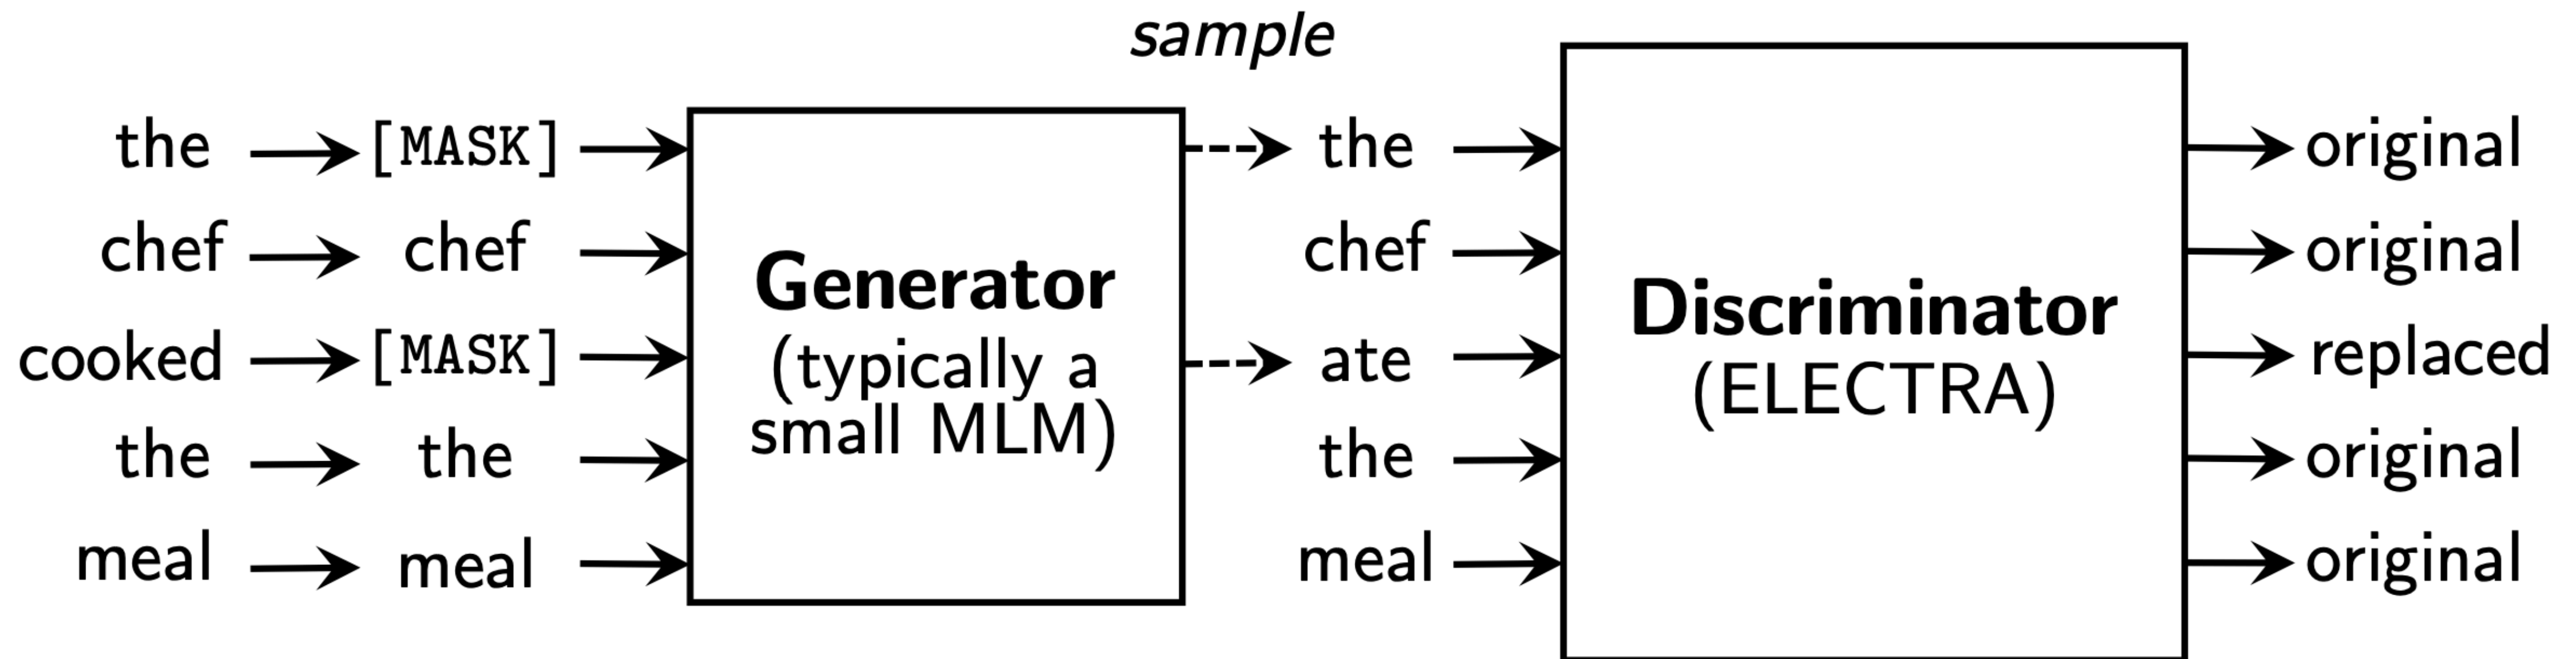 sample
the [MASK] the original
chef chef chef original
Generator
(typically a
small MLM)
Discriminator
(ELECTRA)
cooked [MASK] ate replaced
the the the original
meal meal meal original